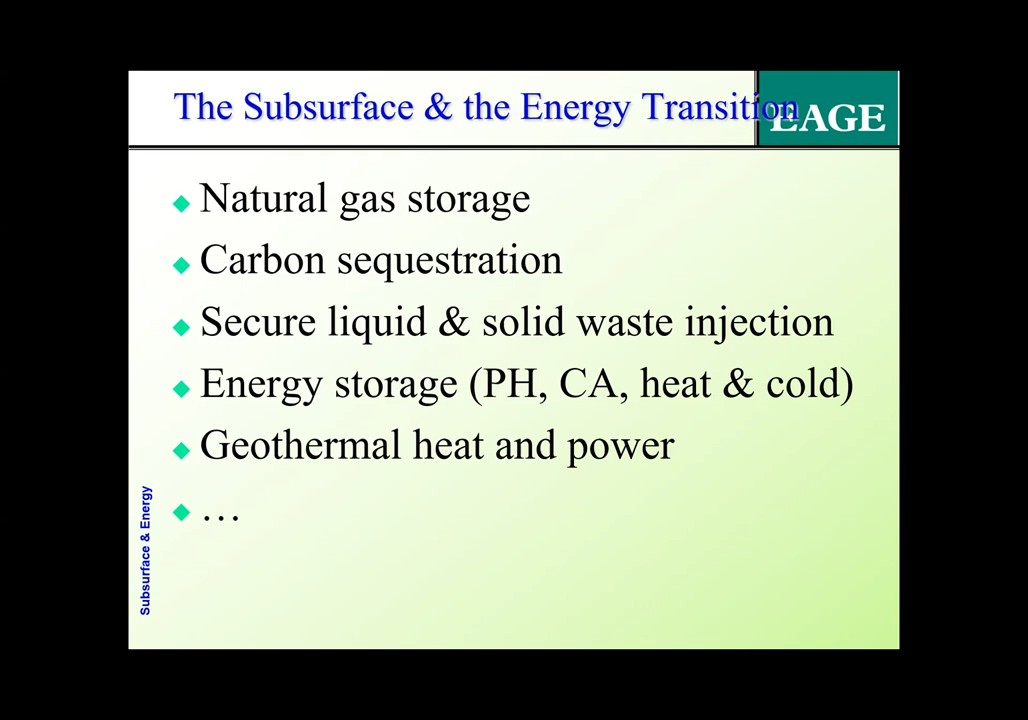 The Subsurface & the Energy Transition
EAGE
Natural gas storage
Carbon sequestration
Secure liquid & solid waste injection
Energy storage (PH, CA, heat & cold)
Geothermal heat and power
…
Subsurface & Energy